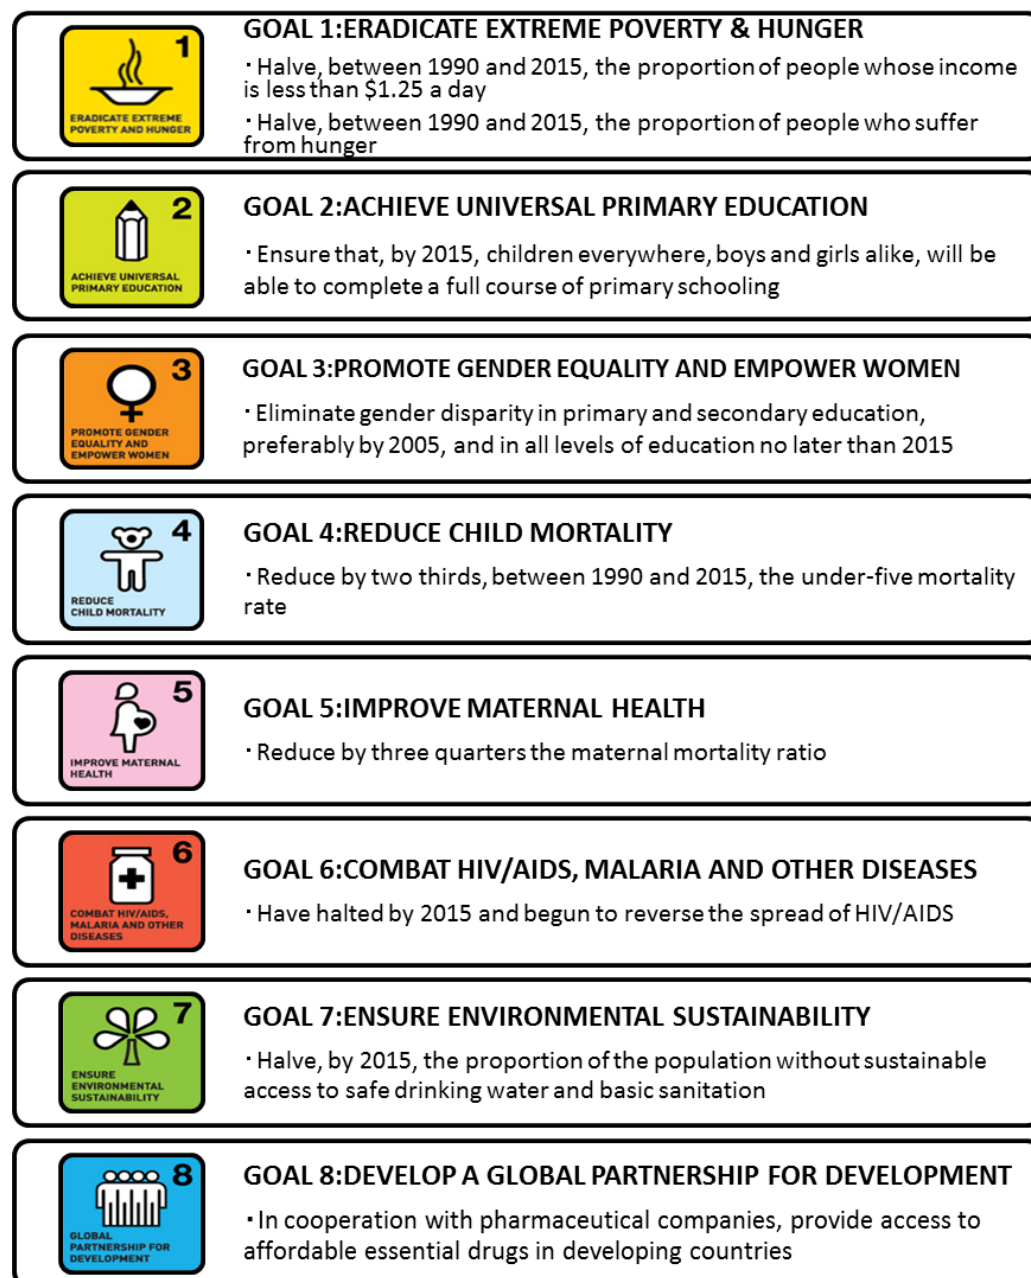 1
ERADICATE EXTREME
POVERTY AND HUNGER
GOAL 1:ERADICATE EXTREME POVERTY & HUNGER
・Halve, between 1990 and 2015, the proportion of people whose income
is less than $1.25 a day
・Halve, between 1990 and 2015, the proportion of people who suffer
from hunger
2
ACHIEVE UNIVERSAL
PRIMARY EDUCATION
GOAL 2:ACHIEVE UNIVERSAL PRIMARY EDUCATION
・Ensure that, by 2015, children everywhere, boys and girls alike, will be
able to complete a full course of primary schooling
3
PROMOTE GENDER
EQUALITY AND
EMPOWER WOMEN
GOAL 3:PROMOTE GENDER EQUALITY AND EMPOWER WOMEN
・Eliminate gender disparity in primary and secondary education,
preferably by 2005, and in all levels of education no later than 2015
4
REDUCE
CHILD MORTALITY
GOAL 4:REDUCE CHILD MORTALITY
・Reduce by two thirds, between 1990 and 2015, the under-five mortality
rate
5
IMPROVE MATERNAL
HEALTH
GOAL 5:IMPROVE MATERNAL HEALTH
・Reduce by three quarters the maternal mortality ratio
6
COMBAT HIV/AIDS,
MALARIA AND OTHER
DISEASES
GOAL 6:COMBAT HIV/AIDS, MALARIA AND OTHER DISEASES
・Have halted by 2015 and begun to reverse the spread of HIV/AIDS
7
ENSURE
ENVIRONMENTAL
SUSTAINABILITY
GOAL 7:ENSURE ENVIRONMENTAL SUSTAINABILITY
・Halve, by 2015, the proportion of the population without sustainable
access to safe drinking water and basic sanitation
8
GLOBAL
PARTNERSHIP FOR
DEVELOPMENT
GOAL 8:DEVELOP A GLOBAL PARTNERSHIP FOR DEVELOPMENT
・In cooperation with pharmaceutical companies, provide access to
affordable essential drugs in developing countries